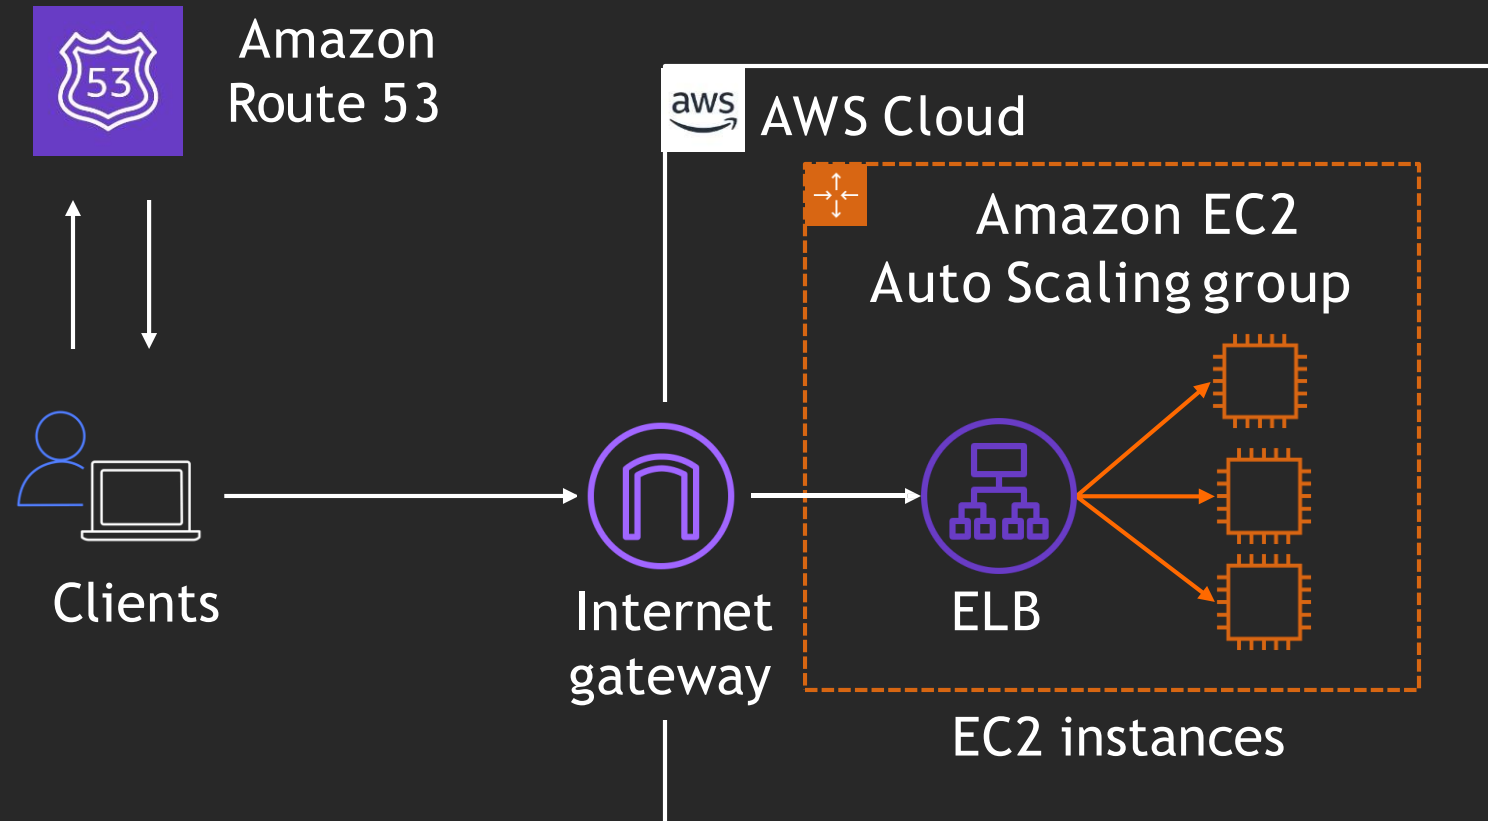 53
Amazon
Route 53
aws
AWS Cloud
Amazon EC2
Auto Scaling group
Clients
Internet
gateway
ELB
EC2 instances